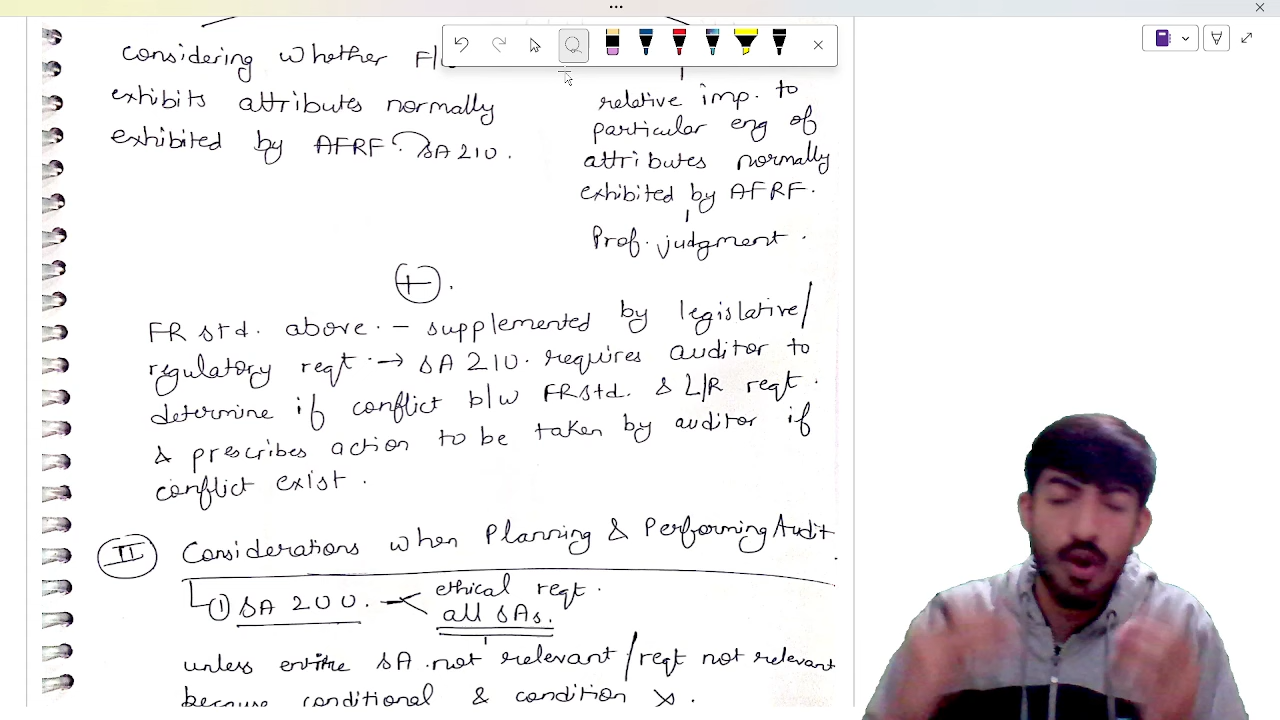 considering whether F/
exhibits attributes normally
exhibited by AFRF. SA 210.
relative imp. to
particular eng of
attributes normally
exhibited by AFRF.
Prof. judgment.
+
FR std. above. - supplemented by legislative/
regulatory reqt. → SA 210. requires auditor to
determine if conflict b/w FR std. & L/R reqt.
& prescribes action to be taken by auditor if
conflict exist.
II Considerations when Planning & Performing Audit.
① SA 200. ethical reqt.
all SAs.
unless entire SA not relevant/reqt not relevant
because conditional & condition x.